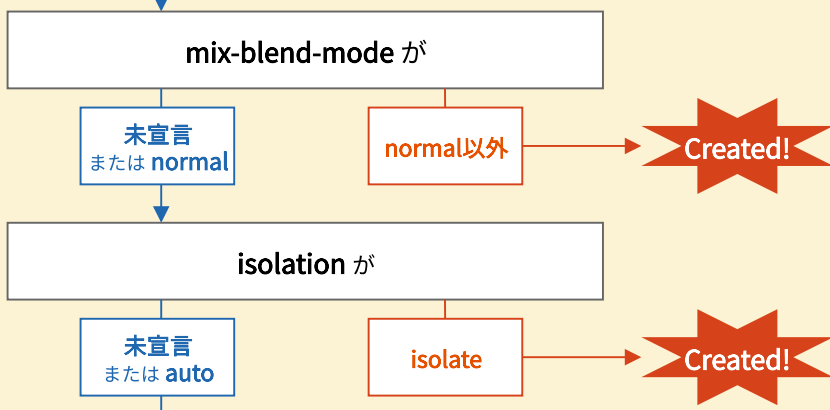 mix-blend-mode が
未宣言
または normal
normal以外
Created!
isolation が
未宣言
または auto
isolate
Created!